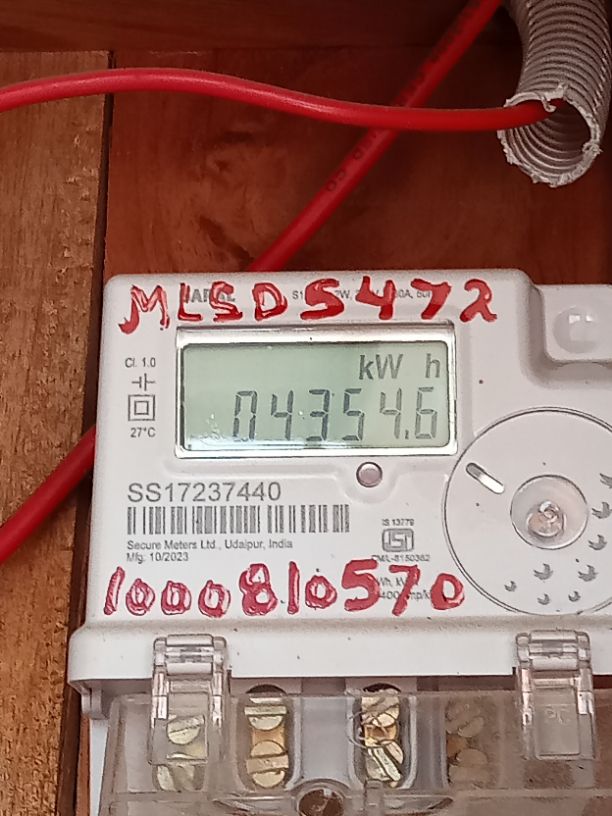 MLSD5472
Cl. 1.0
kW h
04354.6
27°C
SS17237440
IS 13779
Secure Meters Ltd., Udaipur, India
Mfg. 10/2023
CM/L-8150362
1000810570